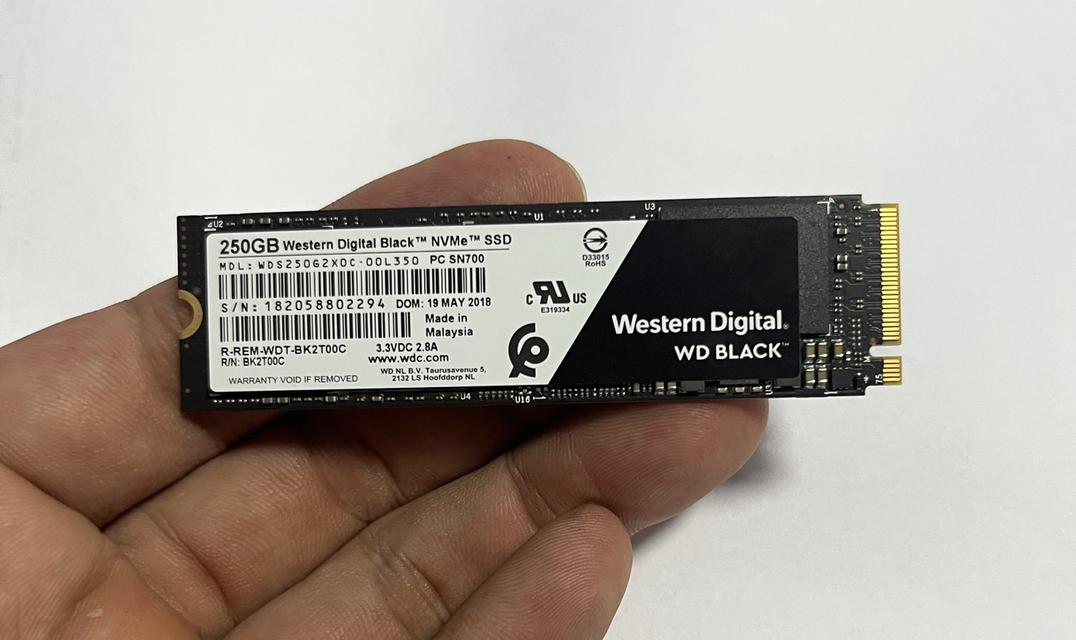 U2
U1
U3
250GB Western Digital Black™ NVMe™ SSD
MDL: WDS250G2X0C-00L350 PC SN700
D33015
RoHS
S/N: 182058802294 DOM: 19 MAY 2018
C US
E319334
Made in
Malaysia
R-REM-WDT-BK2T00C 3.3VDC 2.8A
R/N: BK2T00C www.wdc.com
WD NL B.V. Taurusavenue 5,
WARRANTY VOID IF REMOVED 2132 LS Hoofddorp NL
Western Digital®
WD BLACK™
75
U4
U16